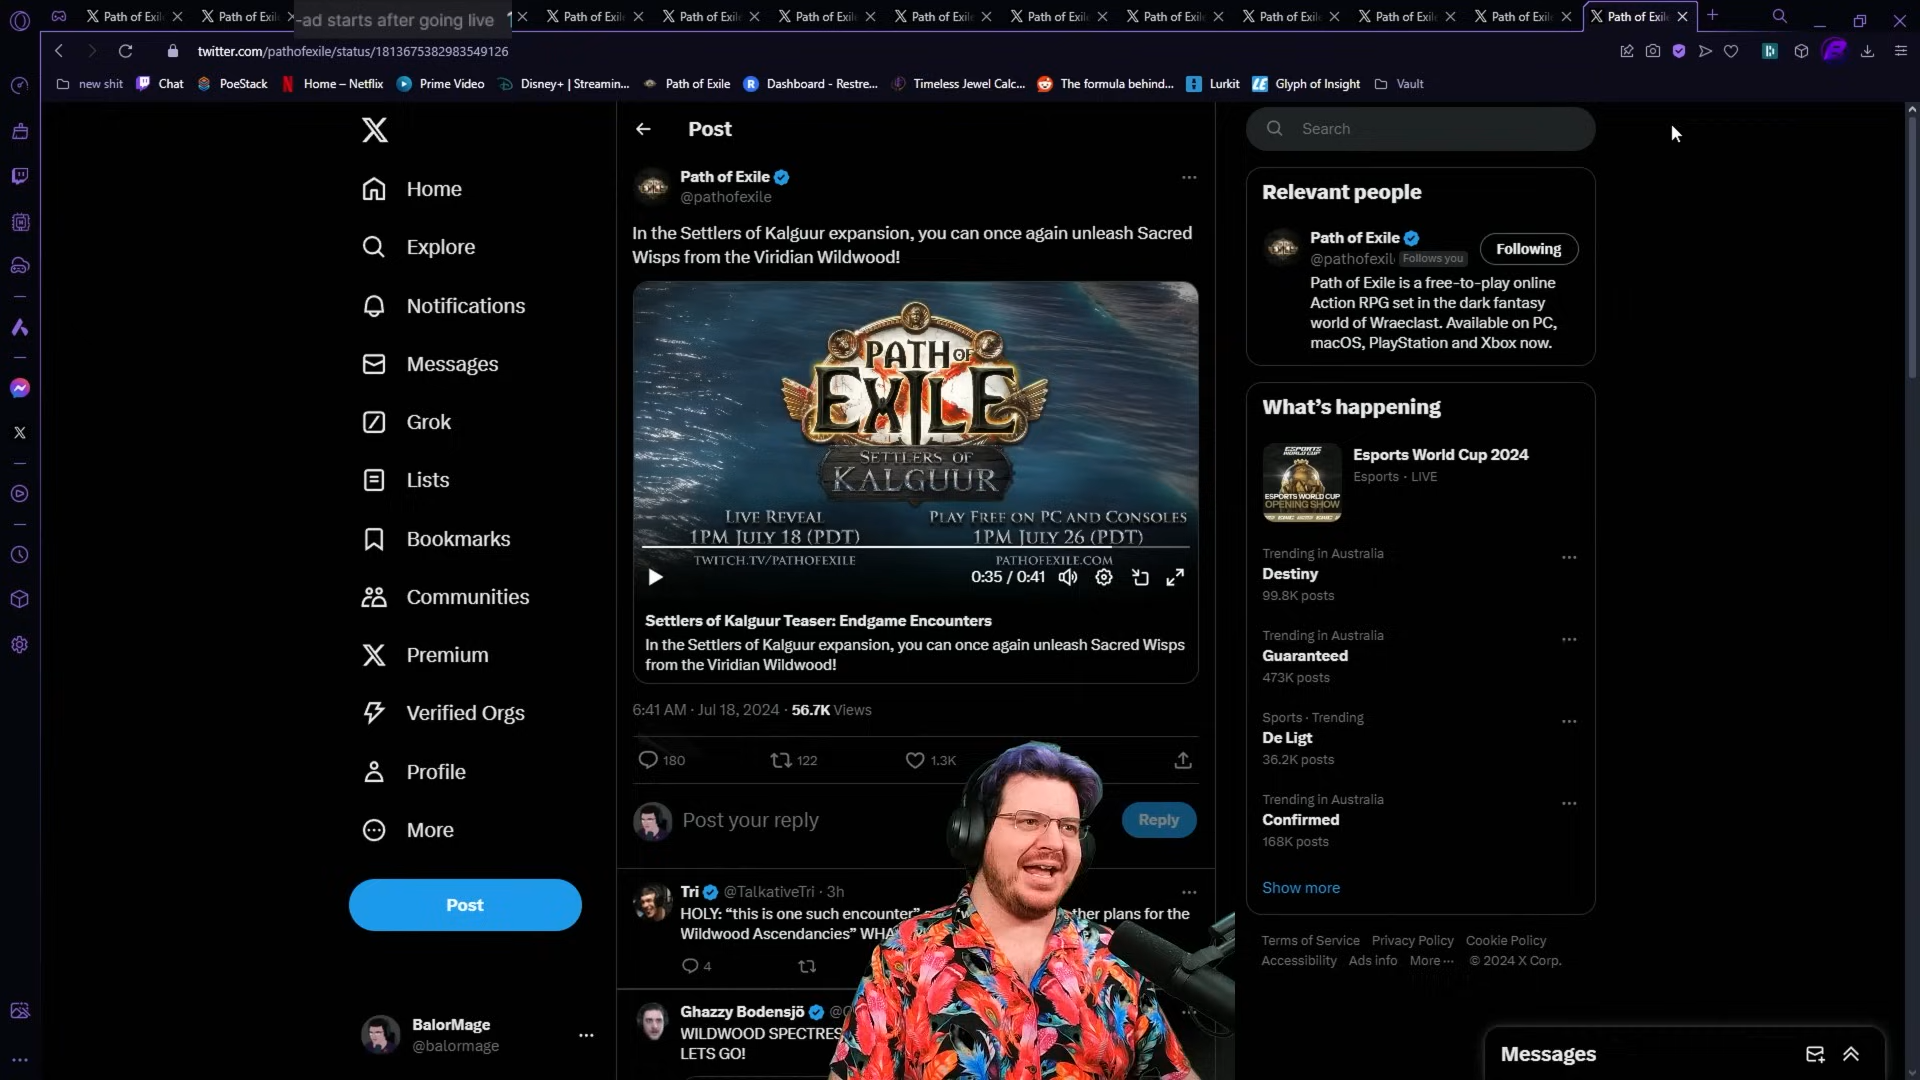 Path of Exile
Path of Exile
-ad starts after going live
Path of Exile
Path of Exile
Path of Exile
Path of Exile
Path of Exile
Path of Exile
Path of Exile
Path of Exile
Path of Exile
Path of Exile
twitter.com/pathofexile/status/1813675382983549126
new shit
Chat
PoeStack
Home – Netflix
Prime Video
Disney+ | Streamin...
Path of Exile
Dashboard - Restre...
Timeless Jewel Calc...
The formula behind...
Lurkit
Glyph of Insight
Vault
Home
Explore
Notifications
Messages
Grok
Lists
Bookmarks
Communities
Premium
Verified Orgs
Profile
More
Post
BalorMage
@balormage
Post
Path of Exile
@pathofexile
In the Settlers of Kalguur expansion, you can once again unleash Sacred
Wisps from the Viridian Wildwood!
PATH OF
EXILE
SETTLERS OF
KALGUUR
LIVE REVEAL
1PM JULY 18 (PDT)
TWITCH.TV/PATHOFEXILE
PLAY FREE ON PC AND CONSOLES
1PM JULY 26 (PDT)
PATHOFEXILE.COM
0:35 / 0:41
Settlers of Kalguur Teaser: Endgame Encounters
In the Settlers of Kalguur expansion, you can once again unleash Sacred Wisps
from the Viridian Wildwood!
6:41 AM · Jul 18, 2024 · 56.7K Views
180
122
1.3K
Post your reply
Reply
Tri @TalkativeTri · 3h
HOLY: “this is one such encounter” ther plans for the
Wildwood Ascendancies”
4
Ghazzy Bodensjö
WILDWOOD SPECTRES
LETS GO!
Search
Relevant people
Path of Exile
@pathofexil Follows you
Following
Path of Exile is a free-to-play online
Action RPG set in the dark fantasy
world of Wraeclast. Available on PC,
macOS, PlayStation and Xbox now.
What’s happening
ESPORTS
WORLD CUP
ESPORTS WORLD CUP
OPENING SHOW
Esports World Cup 2024
Esports · LIVE
Trending in Australia
Destiny
99.8K posts
Trending in Australia
Guaranteed
473K posts
Sports · Trending
De Ligt
36.2K posts
Trending in Australia
Confirmed
168K posts
Show more
Terms of Service Privacy Policy Cookie Policy
Accessibility Ads info More ··· © 2024 X Corp.
Messages